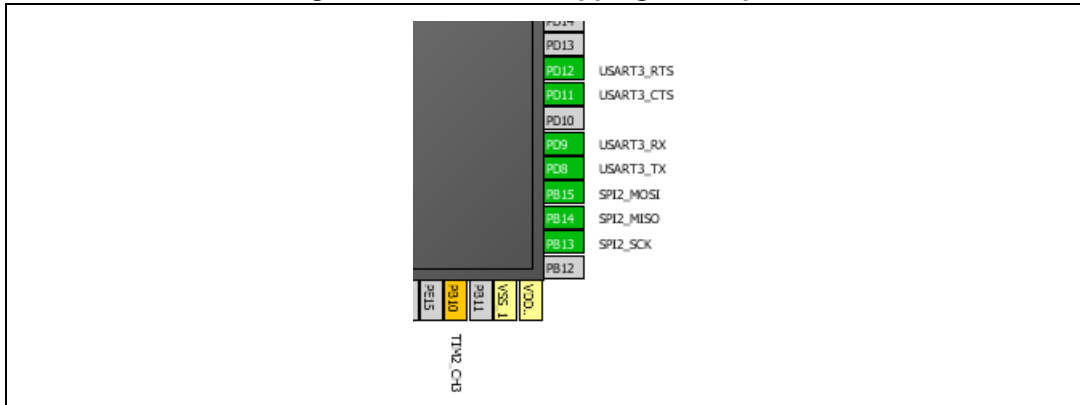 PD13
PD12 USART3_RTS
PD11 USART3_CTS
PD10
PD9 USART3_RX
PD8 USART3_TX
PB15 SPI2_MOSI
PB14 SPI2_MISO
PB13 SPI2_SCK
PB12
PE15
PB10
PB11
VSS_1
VDD..
TIM2_CH3